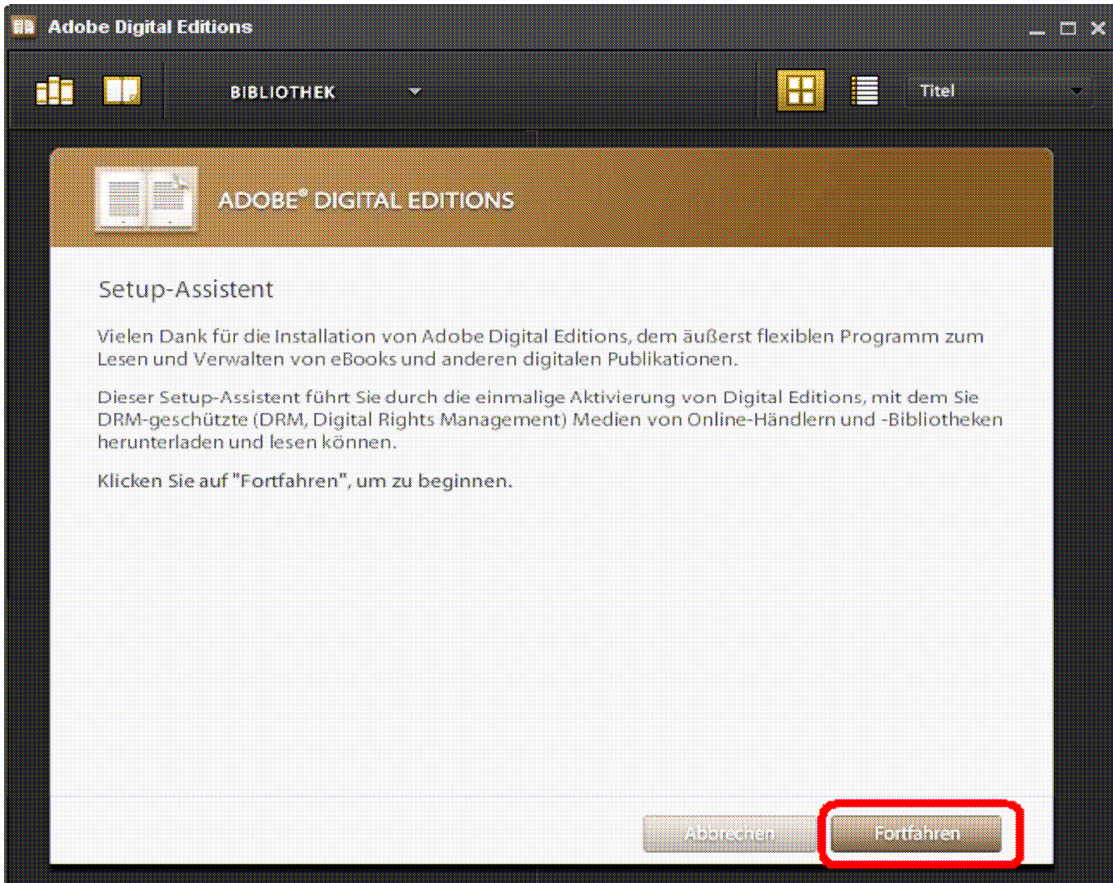 Adobe Digital Editions
BIBLIOTHEK
Titel
ADOBE® DIGITAL EDITIONS
Setup-Assistent
Vielen Dank für die Installation von Adobe Digital Editions, dem äußerst flexiblen Programm zum
Lesen und Verwalten von eBooks und anderen digitalen Publikationen.
Dieser Setup-Assistent führt Sie durch die einmalige Aktivierung von Digital Editions, mit dem Sie
DRM-geschützte (DRM, Digital Rights Management) Medien von Online-Händlern und -Bibliotheken
herunterladen und lesen können.
Klicken Sie auf "Fortfahren", um zu beginnen.
Abbrechen
Fortfahren